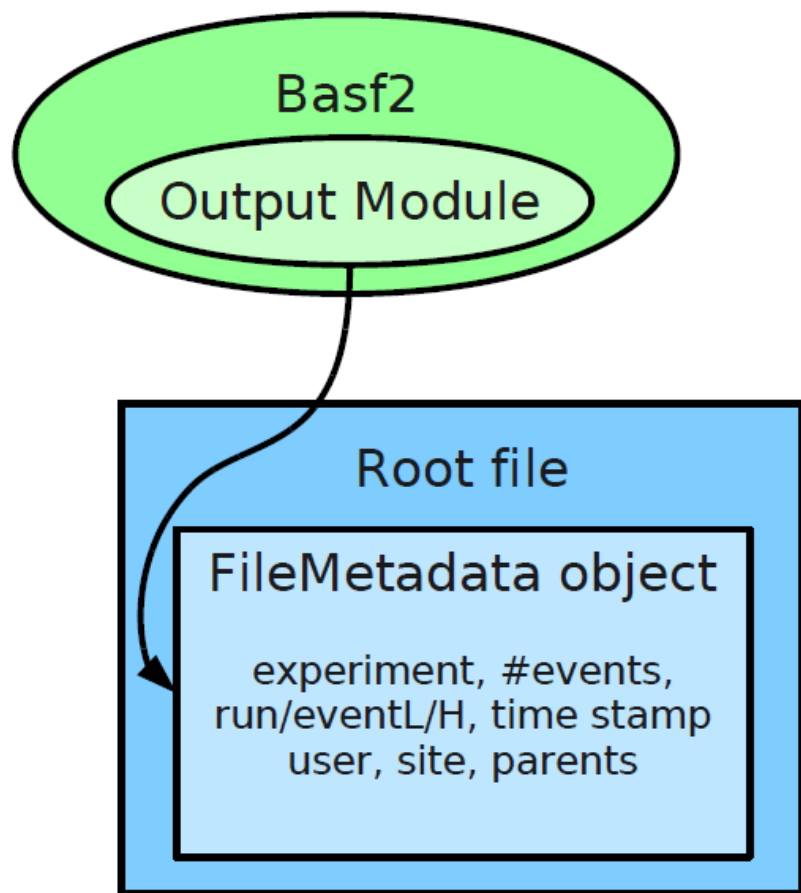 Basf2
Output Module
Root file
FileMetadata object
experiment, #events,
run/eventL/H, time stamp
user, site, parents